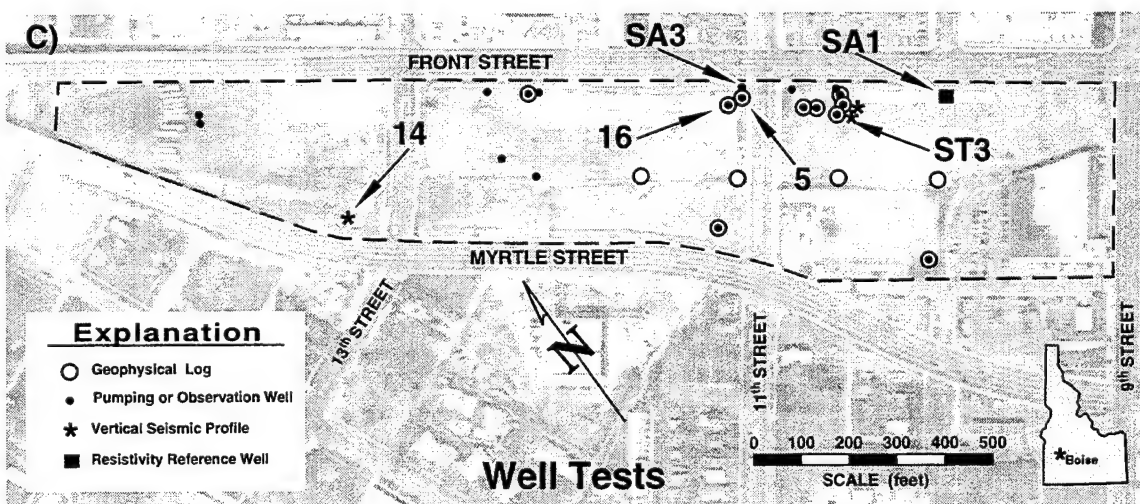 C)
SA3
SA1
FRONT STREET
14
16
5
ST3
MYRTLE STREET
13th STREET
11th STREET
9th STREET
N
Explanation
Geophysical Log
Pumping or Observation Well
Vertical Seismic Profile
Resistivity Reference Well
Well Tests
0 100 200 300 400 500
SCALE (feet)
Boise